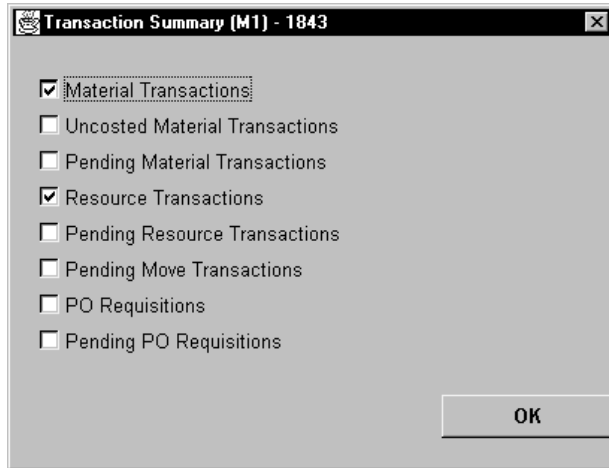 Transaction Summary (M1) - 1843
Material Transactions
Uncosted Material Transactions
Pending Material Transactions
Resource Transactions
Pending Resource Transactions
Pending Move Transactions
PO Requisitions
Pending PO Requisitions
OK